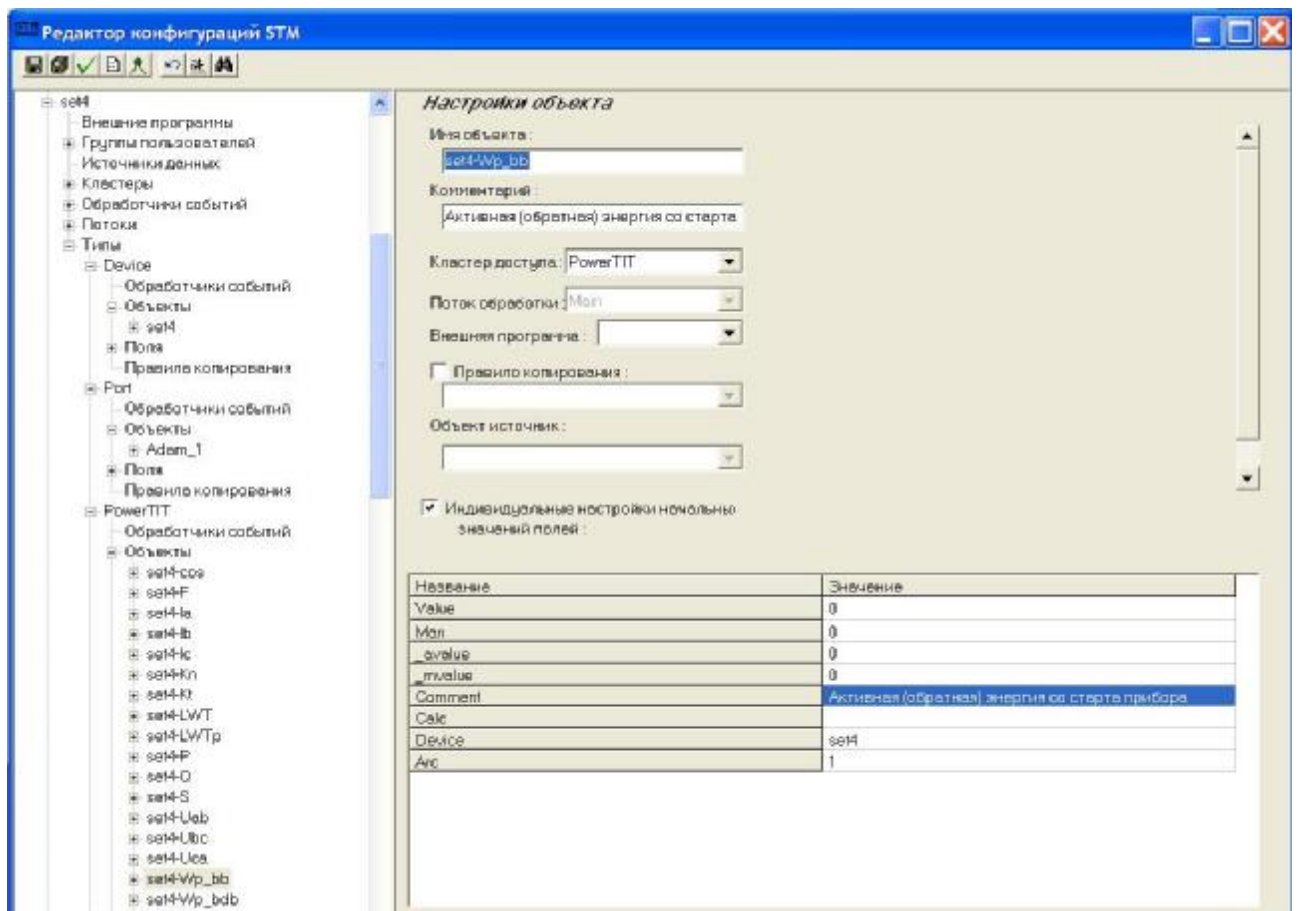 Редактор конфигураций STM
set4
Внешние программы
Группы пользователей
Источники данных
Кластеры
Обработчики событий
Потоки
Типы
Device
Обработчики событий
Объекты
set4
Поля
Правила копирования
Port
Обработчики событий
Объекты
Adam_1
Поля
Правила копирования
PowerTIT
Обработчики событий
Объекты
set4-cos
set4-F
set4-Ia
set4-Ib
set4-Ic
set4-Kn
set4-Kt
set4-LWT
set4-LWTp
set4-P
set4-Q
set4-S
set4-Uab
set4-Ubc
set4-Uca
set4-Wp_bb
set4-Wp_bdb
Настройки объекта
Имя объекта :
set4-Wp_bb
Комментарий :
Активная (обратная) энергия со старта
Кластер доступа : PowerTIT
Поток обработки : Main
Внешняя программа :
Правило копирования :
Объект источник :
Индивидуальные настройки начальны
значений полей :
Название Значение
Value 0
Man 0
_avalue 0
_mvalue 0
Comment Активная (обратная) энергия со старта прибора
Calc
Device set4
Arc 1